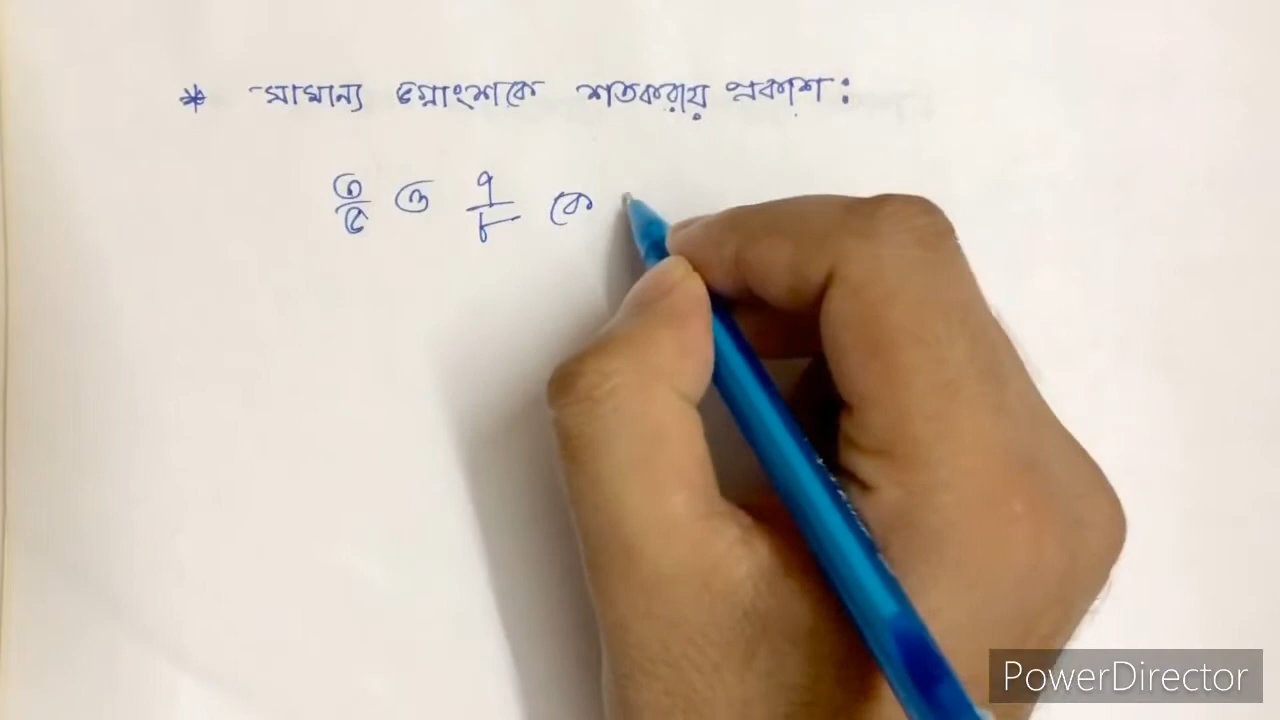 * সামান্য ভগ্নাংশকে শতকরায় প্রকাশ :
৩/৫ ও ৭/৮ কে
PowerDirector